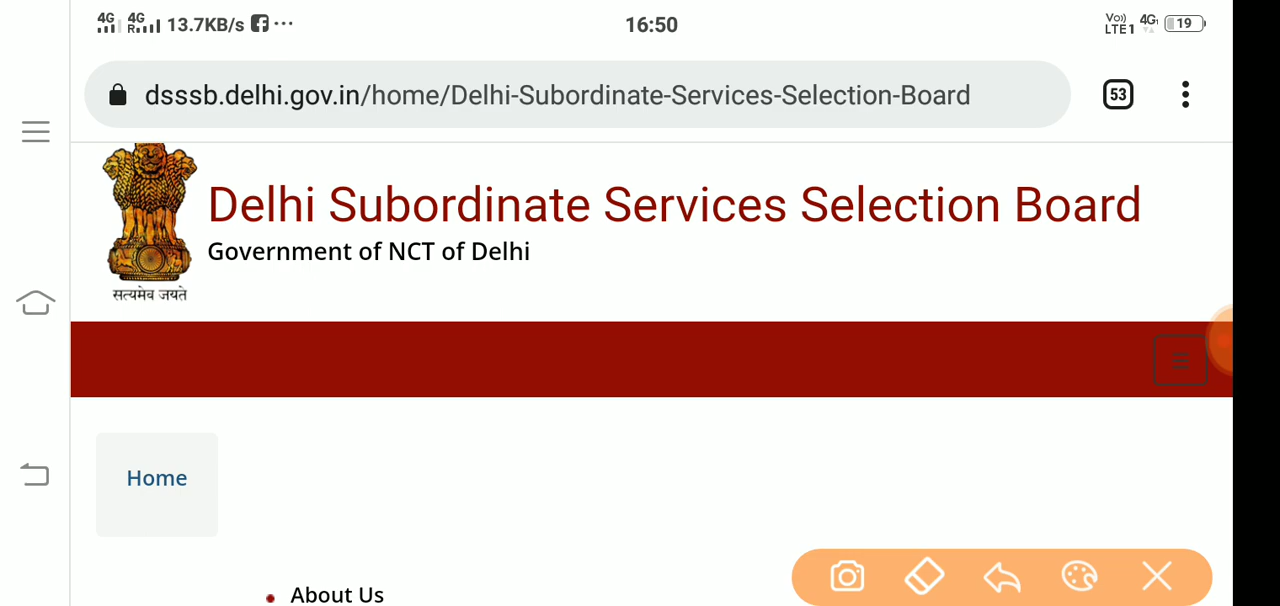 4G 4G R 13.7KB/s ... 16:50 Vo)) LTE1 4G 19
dsssb.delhi.gov.in/home/Delhi-Subordinate-Services-Selection-Board 53
Delhi Subordinate Services Selection Board
Government of NCT of Delhi
सत्यमेव जयते
Home
About Us